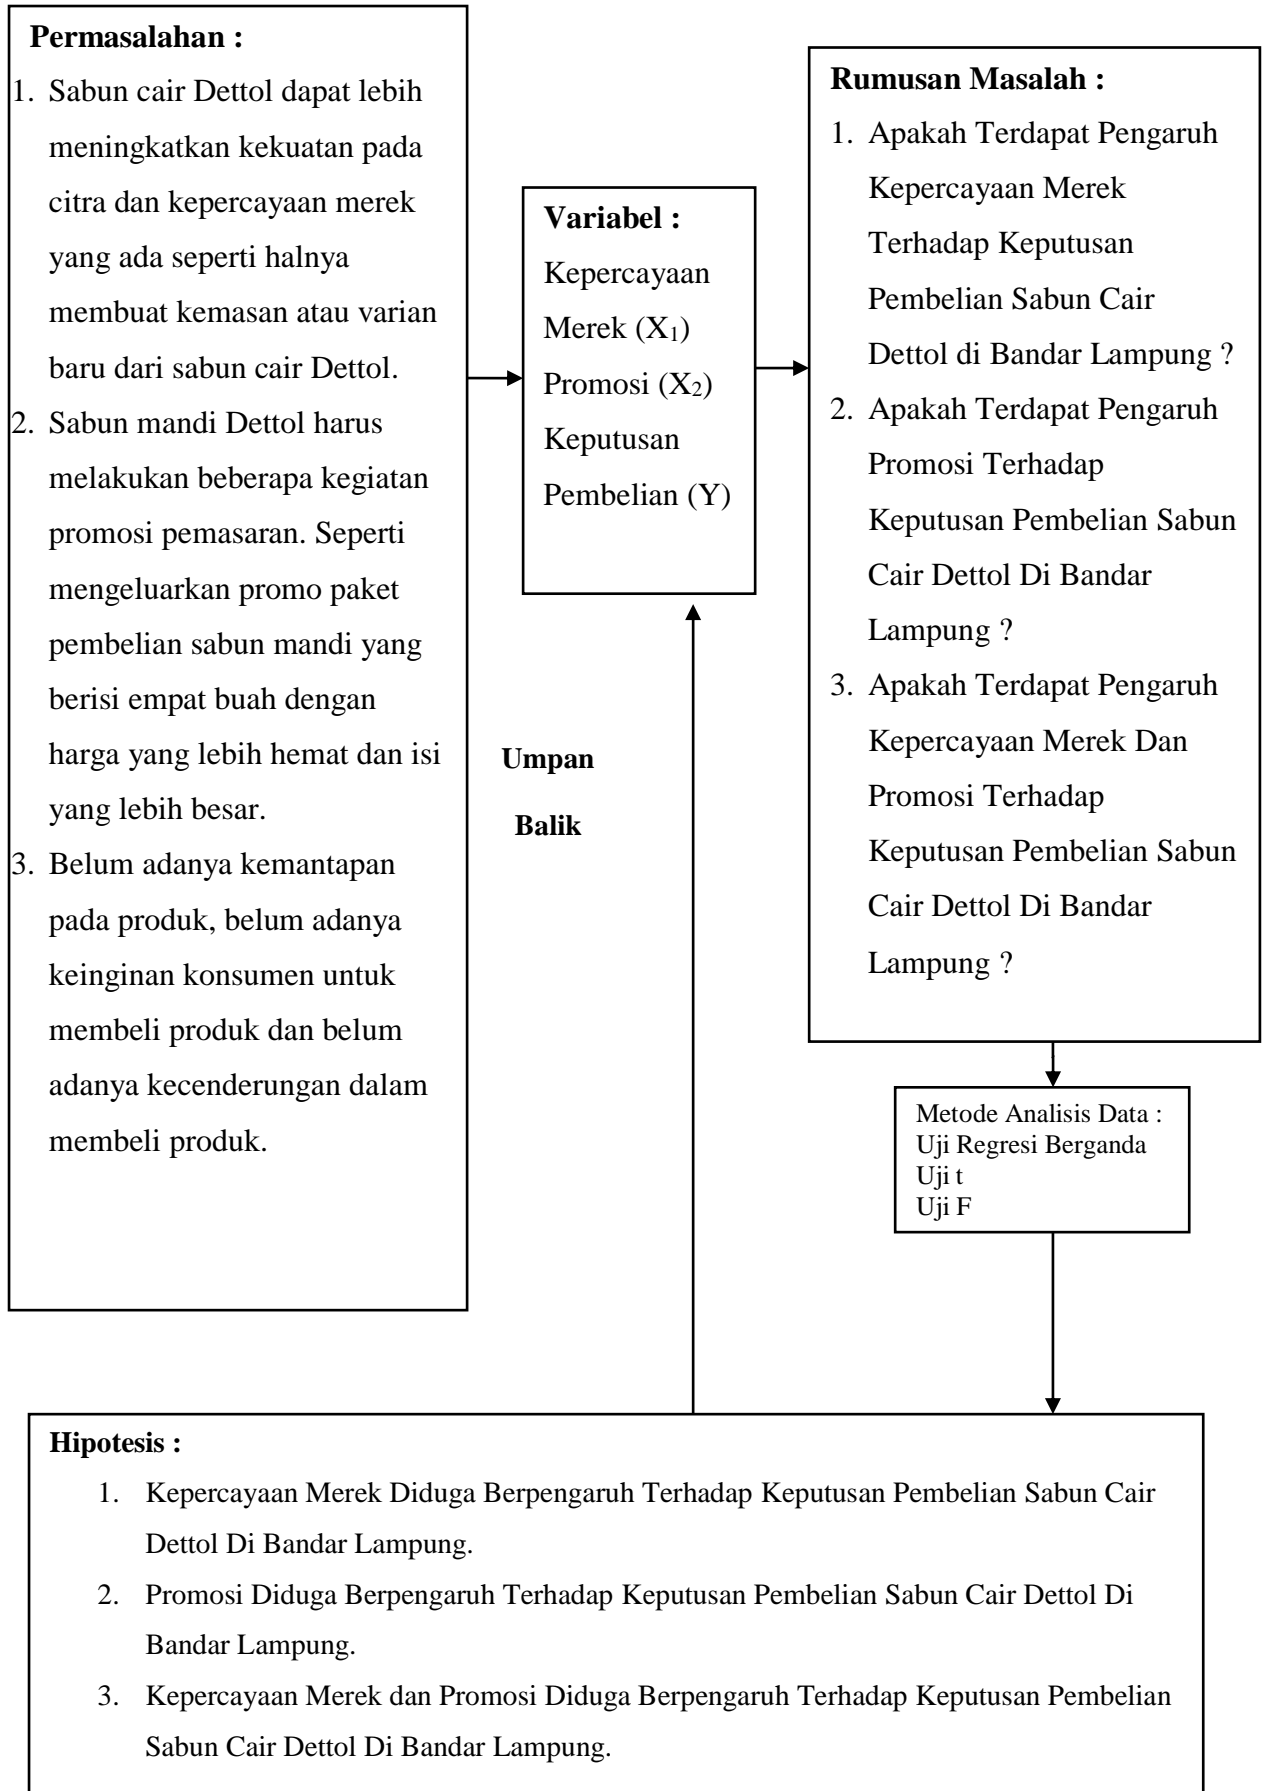 Permasalahan :
1. Sabun cair Dettol dapat lebih
meningkatkan kekuatan pada
citra dan kepercayaan merek
yang ada seperti halnya
membuat kemasan atau varian
baru dari sabun cair Dettol.
2. Sabun mandi Dettol harus
melakukan beberapa kegiatan
promosi pemasaran. Seperti
mengeluarkan promo paket
pembelian sabun mandi yang
berisi empat buah dengan
harga yang lebih hemat dan isi
yang lebih besar.
3. Belum adanya kemantapan
pada produk, belum adanya
keinginan konsumen untuk
membeli produk dan belum
adanya kecenderungan dalam
membeli produk.
Variabel :
Kepercayaan
Merek (X₁)
Promosi (X₂)
Keputusan
Pembelian (Y)
Rumusan Masalah :
1. Apakah Terdapat Pengaruh
Kepercayaan Merek
Terhadap Keputusan
Pembelian Sabun Cair
Dettol di Bandar Lampung ?
2. Apakah Terdapat Pengaruh
Promosi Terhadap
Keputusan Pembelian Sabun
Cair Dettol Di Bandar
Lampung ?
3. Apakah Terdapat Pengaruh
Kepercayaan Merek Dan
Promosi Terhadap
Keputusan Pembelian Sabun
Cair Dettol Di Bandar
Lampung ?
Umpan
Balik
Metode Analisis Data :
Uji Regresi Berganda
Uji t
Uji F
Hipotesis :
1. Kepercayaan Merek Diduga Berpengaruh Terhadap Keputusan Pembelian Sabun Cair
Dettol Di Bandar Lampung.
2. Promosi Diduga Berpengaruh Terhadap Keputusan Pembelian Sabun Cair Dettol Di
Bandar Lampung.
3. Kepercayaan Merek dan Promosi Diduga Berpengaruh Terhadap Keputusan Pembelian
Sabun Cair Dettol Di Bandar Lampung.